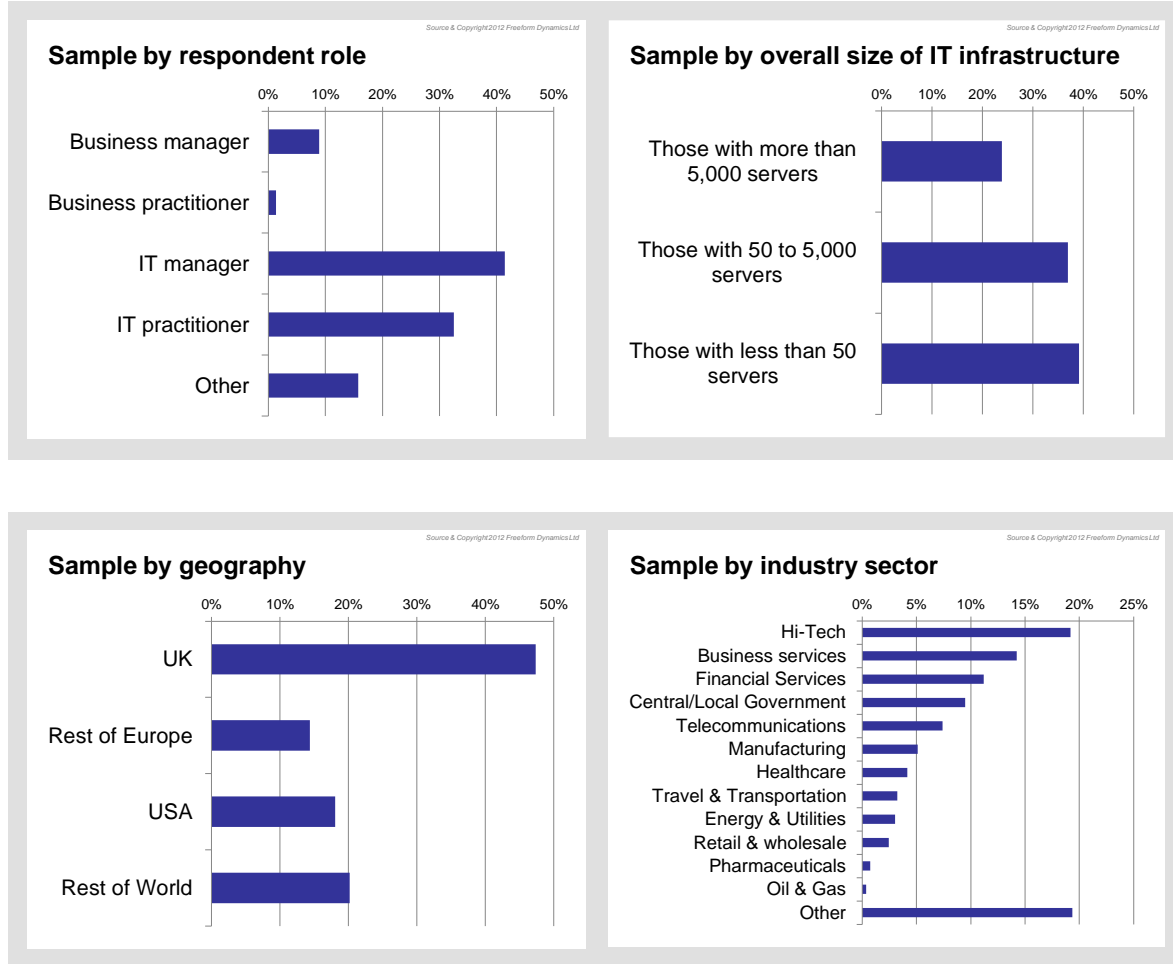 Source & Copyright 2012 Freeform Dynamics Ltd
Sample by respondent role
0% 10% 20% 30% 40% 50%
Business manager
Business practitioner
IT manager
IT practitioner
Other
Source & Copyright 2012 Freeform Dynamics Ltd
Sample by overall size of IT infrastructure
0% 10% 20% 30% 40% 50%
Those with more than
5,000 servers
Those with 50 to 5,000
servers
Those with less than 50
servers
Source & Copyright 2012 Freeform Dynamics Ltd
Sample by geography
0% 10% 20% 30% 40% 50%
UK
Rest of Europe
USA
Rest of World
Source & Copyright 2012 Freeform Dynamics Ltd
Sample by industry sector
0% 5% 10% 15% 20% 25%
Hi-Tech
Business services
Financial Services
Central/Local Government
Telecommunications
Manufacturing
Healthcare
Travel & Transportation
Energy & Utilities
Retail & wholesale
Pharmaceuticals
Oil & Gas
Other